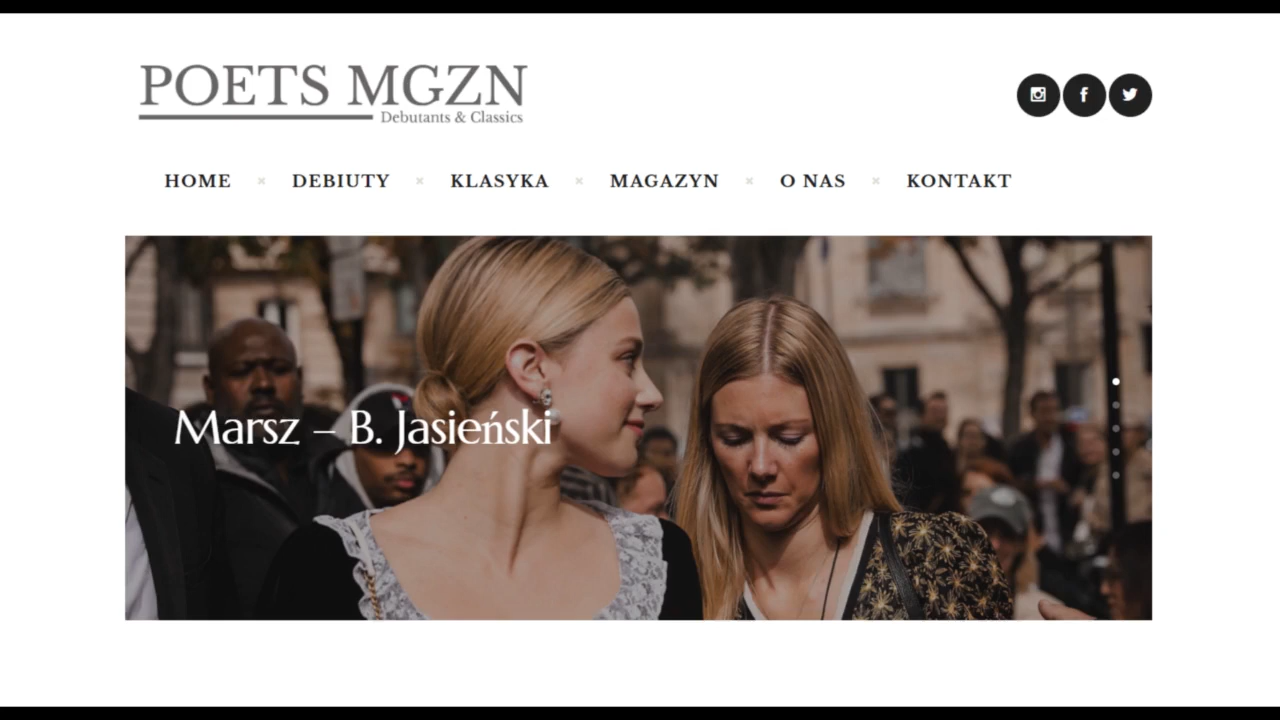 POETS MGZN
Debutants & Classics
HOME × DEBIUTY × KLASYKA × MAGAZYN × O NAS × KONTAKT
Marsz – B. Jasieński